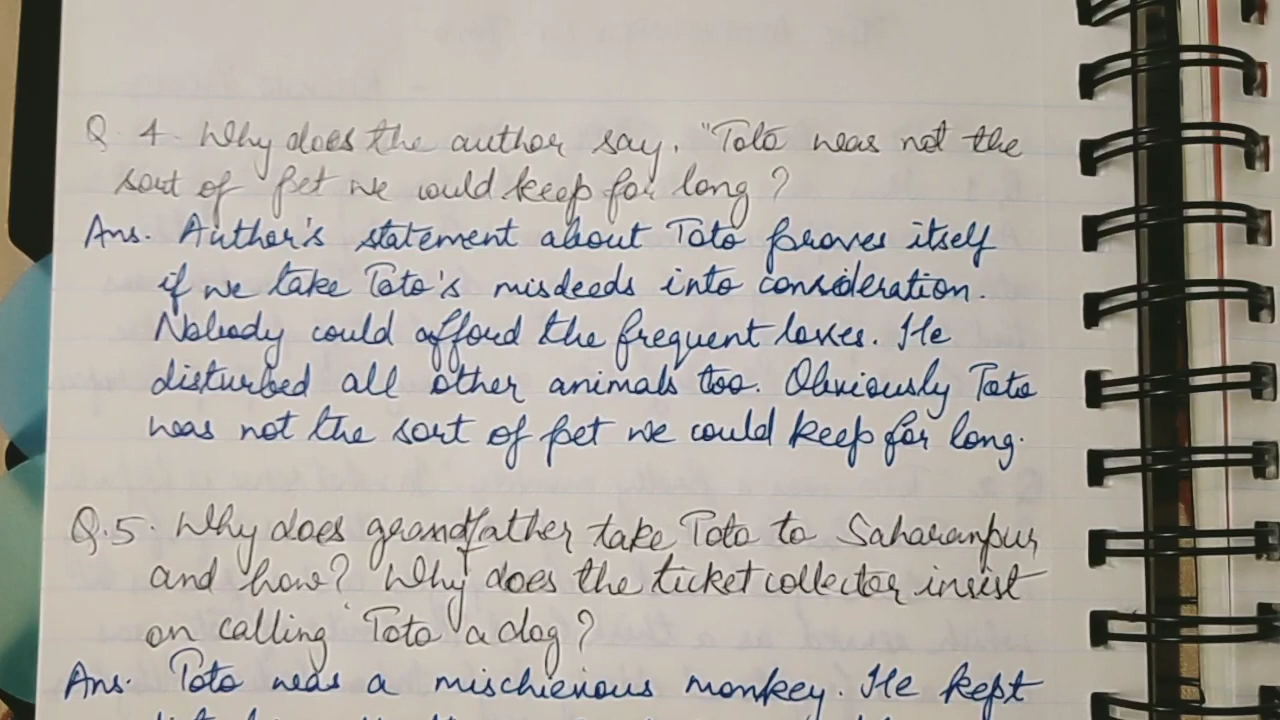 Q. 4. Why does the author say, "Toto was not the
sort of pet we could keep for long ?
Ans. Author's statement about Toto proves itself
if we take Toto's misdeeds into consideration.
Nobody could afford the frequent loses. He
disturbed all other animals too. Obviously Toto
was not the sort of pet we could keep for long.
Q.5. Why does grandfather take Toto to Saharanpur
and how? Why does the ticket collector insist
on calling Toto a dog?
Ans. Toto was a mischievous monkey. He kept